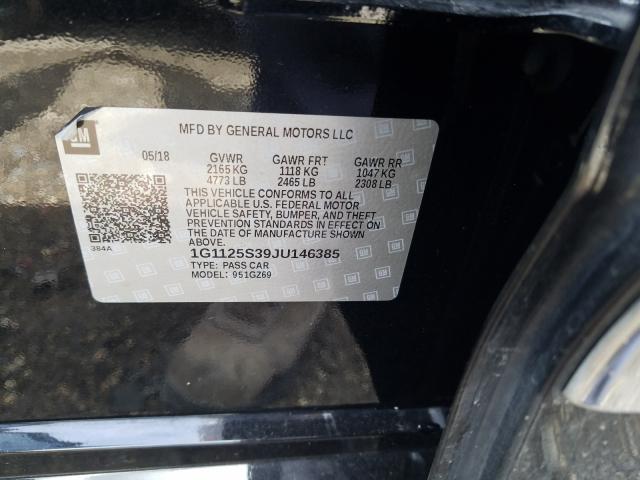 GM
MFD BY GENERAL MOTORS LLC
05/18 GVWR GAWR FRT GAWR RR
2165 KG 1118 KG 1047 KG
4773 LB 2465 LB 2308 LB
THIS VEHICLE CONFORMS TO ALL
APPLICABLE U.S. FEDERAL MOTOR
VEHICLE SAFETY, BUMPER, AND THEFT
PREVENTION STANDARDS IN EFFECT
ON THE DATE OF MANUFACTURE SHOWN
ABOVE.
384A
1G1125S39JU146385
TYPE: PASS CAR
MODEL: 951GZ69